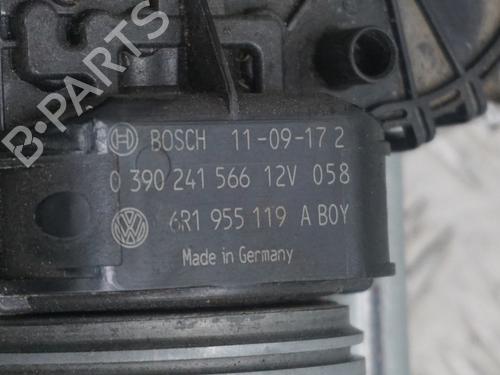 B-PARTS
BOSCH 11-09-17 2
0 390 241 566 12V 058
6R1 955 119 A BOY
Made in Germany